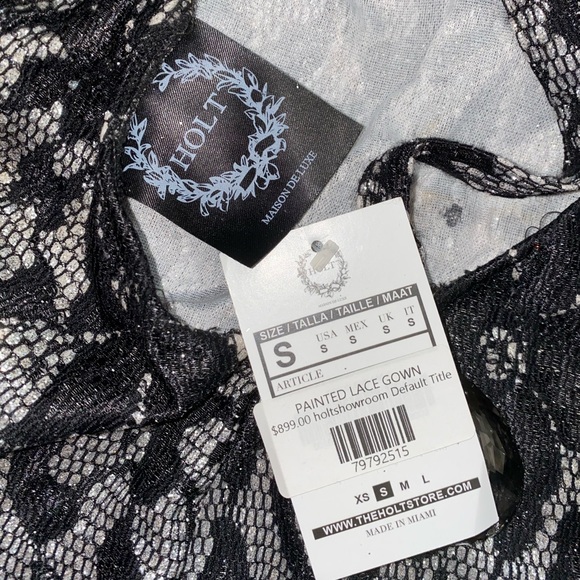 HOLT
MAISON DE LUXE
HOLT
SIZE / TALLA / TAILLE / MAAT
S USA MEX UK IT
S S S S
ARTICLE
PAINTED LACE GOWN
$899.00 holtshowroom Default Title
79792515
XS S M L
WWW.THEHOLTSTORE.COM
MADE IN MIAMI